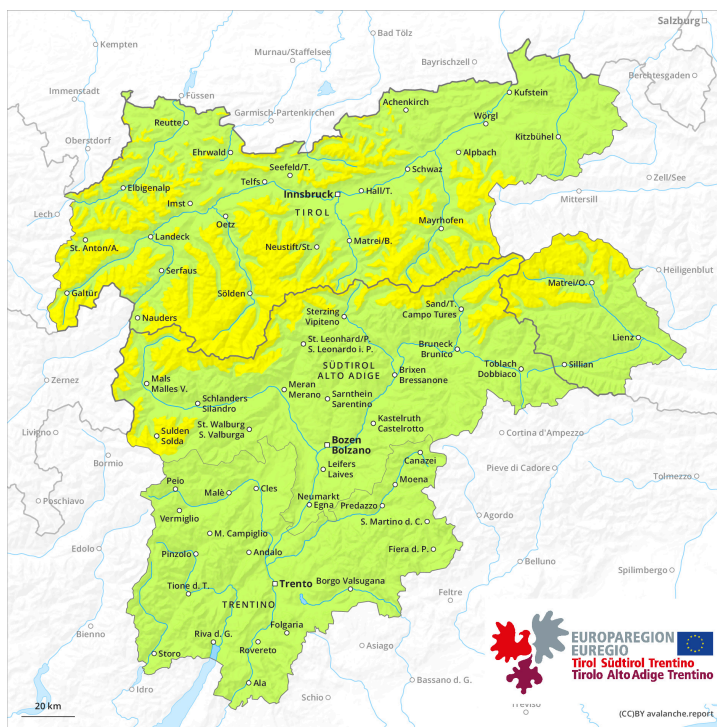 Salzburg
Bad Tölz
Kempten
Murnau/Staffelsee
Bayrischzell
Berchtesgaden
Immenstadt
Füssen
Garmisch-Partenkirchen
Achenkirch
Kufstein
Reutte
Wörgl
Oberstdorf
Ehrwald
Kitzbühel
Seefeld/T.
Alpbach
Schwaz
Zell/See
Elbigenalp
Telfs
Innsbruck
Hall/T.
Mittersill
Imst
TIROL
Lech
Oetz
Mayrhofen
Landeck
Neustift/St.
Matrei/B.
St. Anton/A.
Serfaus
Heiligenblut
Galtür
Sölden
Matrei/O.
Nauders
Sterzing
Vipiteno
Sand/T.
Campo Tures
Lienz
St. Leonhard/P.
S. Leonardo i. P.
Bruneck
Brunico
Toblach
Dobbiaco
Sillian
SÜDTIROL
ALTO ADIGE
Brixen
Bressanone
Zernez
Mals
Malles V.
Meran
Merano
Schlanders
Silandro
Sarnthein
Sarentino
Kastelruth
Castelrotto
Livigno
Sulden
Solda
St. Walburg
S. Valburga
Bozen
Bolzano
Cortina d'Ampezzo
Bormio
Leifers
Laives
Canazei
Pieve di Cadore
Tolmezzo
Peio
Malè
Cles
Moena
Poschiavo
Neumarkt
Egna
Predazzo
Vermiglio
Agordo
S. Martino d. C.
M. Campiglio
Edolo
Pinzolo
Andalo
Fiera d. P.
Belluno
Spilimbergo
Tione d. T.
Trento
Borgo Valsugana
Feltre
TRENTINO
Bienno
Folgaria
Riva d. G.
Rovereto
Asiago
Storo
Bassano d. G.
Ala
Idro
Schio
Treviso
20 km
EUROPAREGION
EUREGIO
Tirol Südtirol Trentino
Tirolo Alto Adige Trentino
(CC)BY avalanche.report